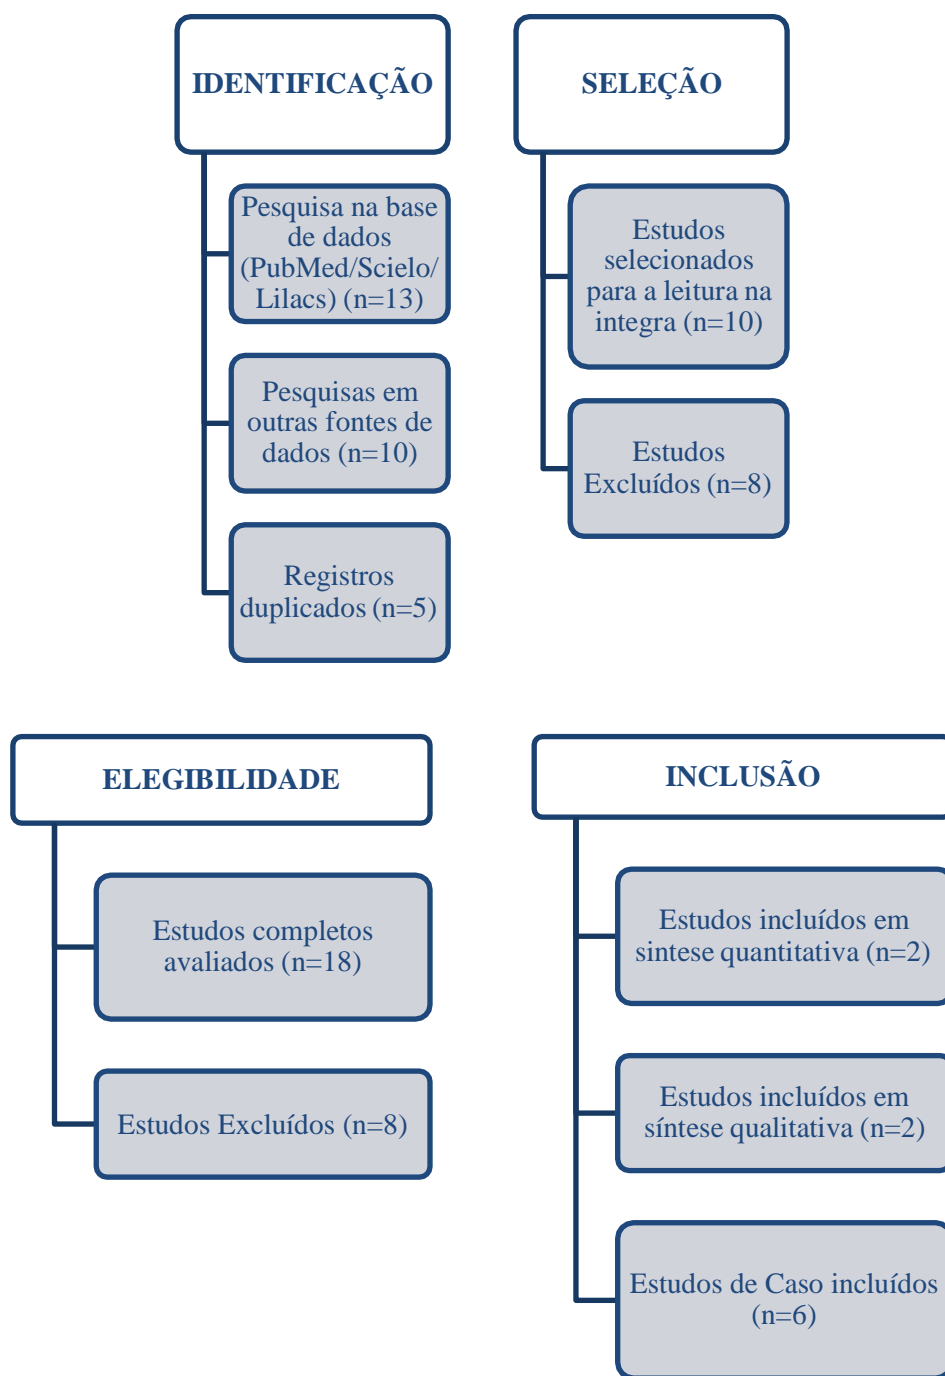 IDENTIFICAÇÃO
Pesquisa na base
de dados
(PubMed/Scielo/
Lilacs) (n=13)
Pesquisas em
outras fontes de
dados (n=10)
Registros
duplicados (n=5)
SELEÇÃO
Estudos
selecionados
para a leitura na
integra (n=10)
Estudos
Excluídos (n=8)
ELEGIBILIDADE
Estudos completos
avaliados (n=18)
Estudos Excluídos (n=8)
INCLUSÃO
Estudos incluídos em
sintese quantitativa (n=2)
Estudos incluídos em
síntese qualitativa (n=2)
Estudos de Caso incluídos
(n=6)